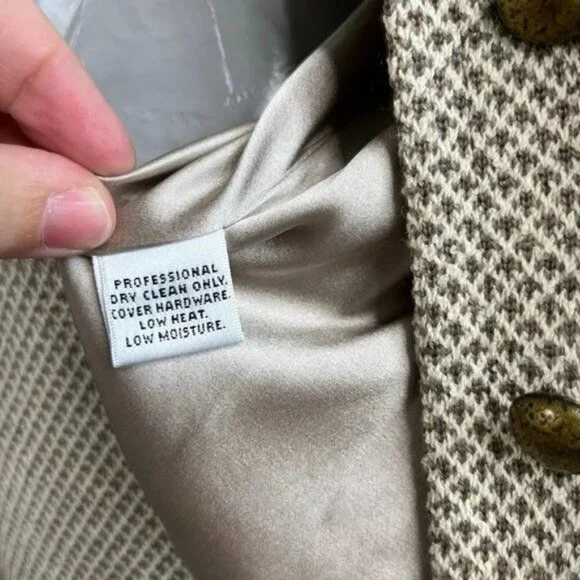 PROFESSIONAL
DRY CLEAN ONLY.
COVER HARDWARE.
LOW HEAT.
LOW MOISTURE.